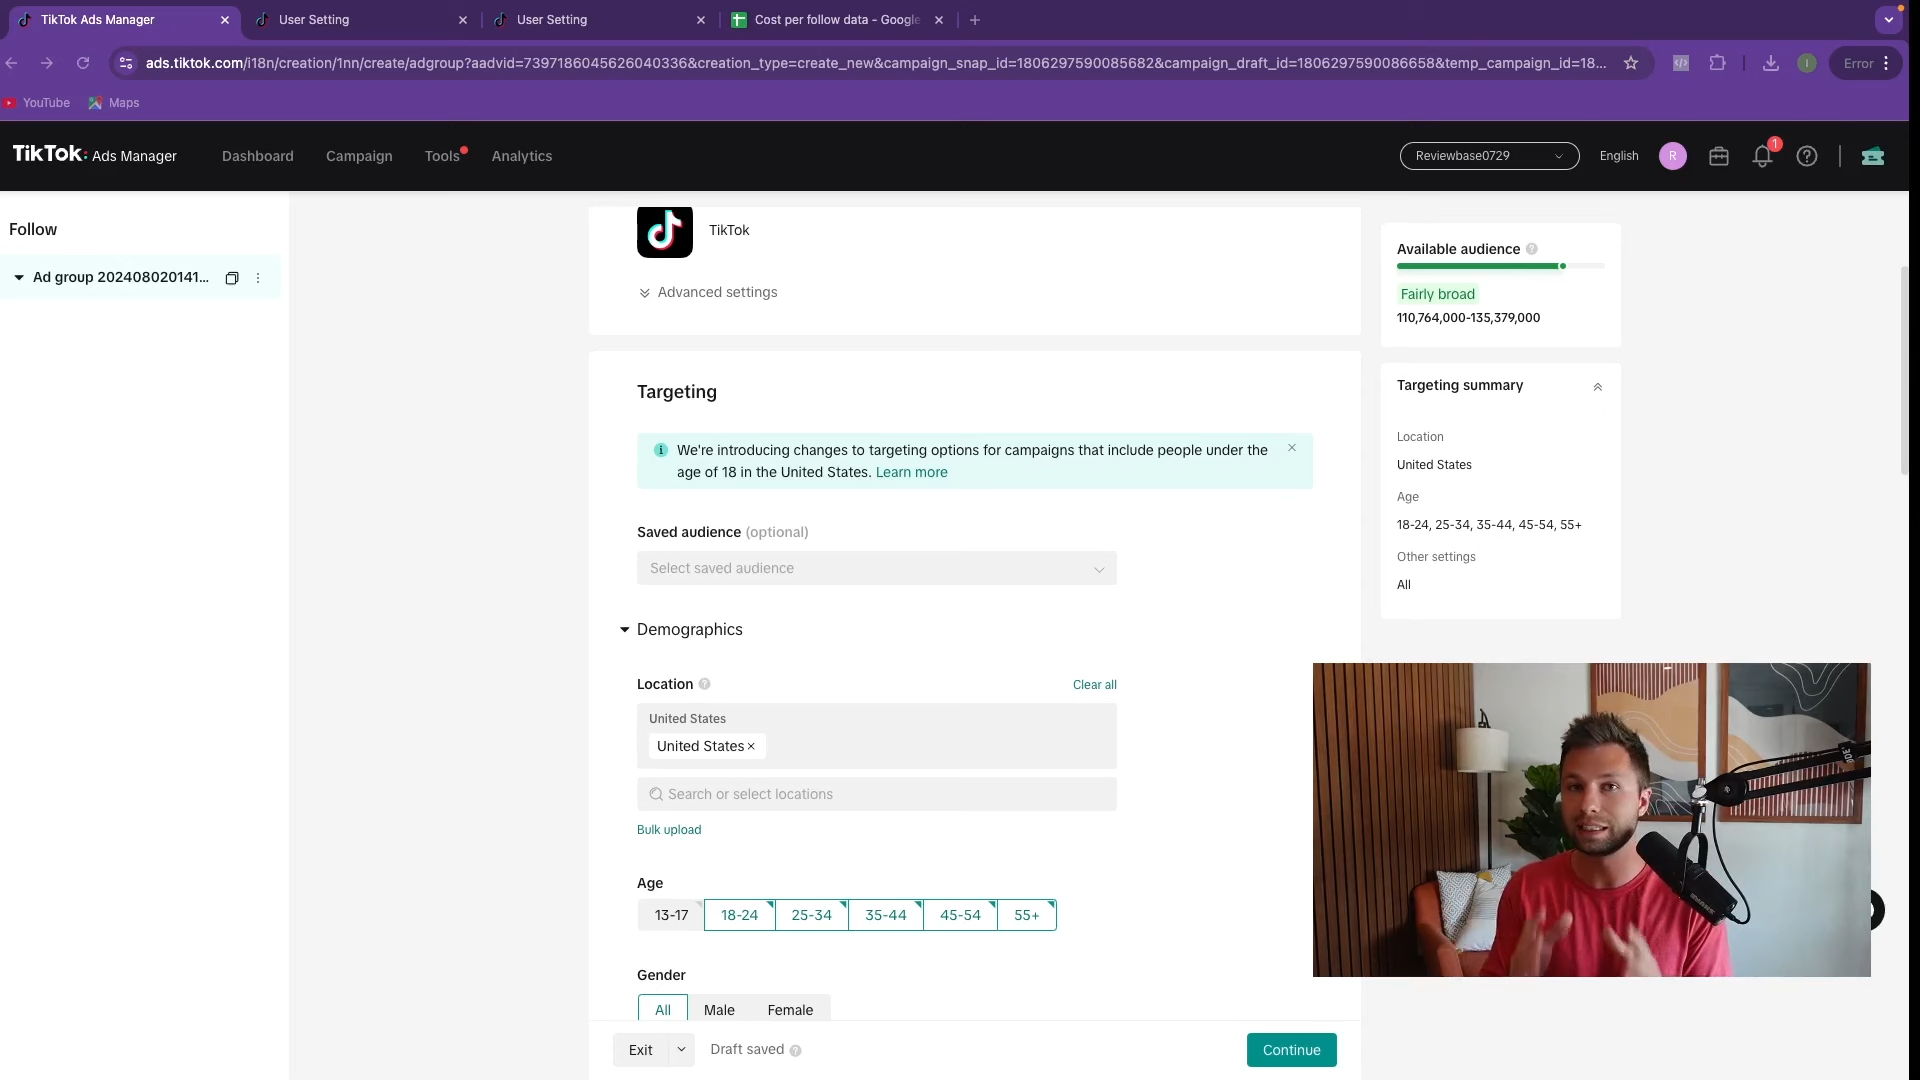 TikTok Ads Manager
User Setting
User Setting
Cost per follow data - Google
ads.tiktok.com/i18n/creation/1nn/create/adgroup?aadvid=7397186045626040336&creation_type=create_new&campaign_snap_id=1806297590085682&campaign_draft_id=1806297590086658&temp_campaign_id=18...
Error
YouTube
Maps
TikTok: Ads Manager
Dashboard
Campaign
Tools
Analytics
Reviewbase0729
English
R
1
Follow
Ad group 202408020141...
TikTok
Advanced settings
Targeting
We're introducing changes to targeting options for campaigns that include people under the
age of 18 in the United States. Learn more
Saved audience (optional)
Select saved audience
Demographics
Location
Clear all
United States
United States
Search or select locations
Bulk upload
Age
13-17
18-24
25-34
35-44
45-54
55+
Gender
All
Male
Female
Exit
Draft saved
Continue
Available audience
Fairly broad
110,764,000-135,379,000
Targeting summary
Location
United States
Age
18-24, 25-34, 35-44, 45-54, 55+
Other settings
All